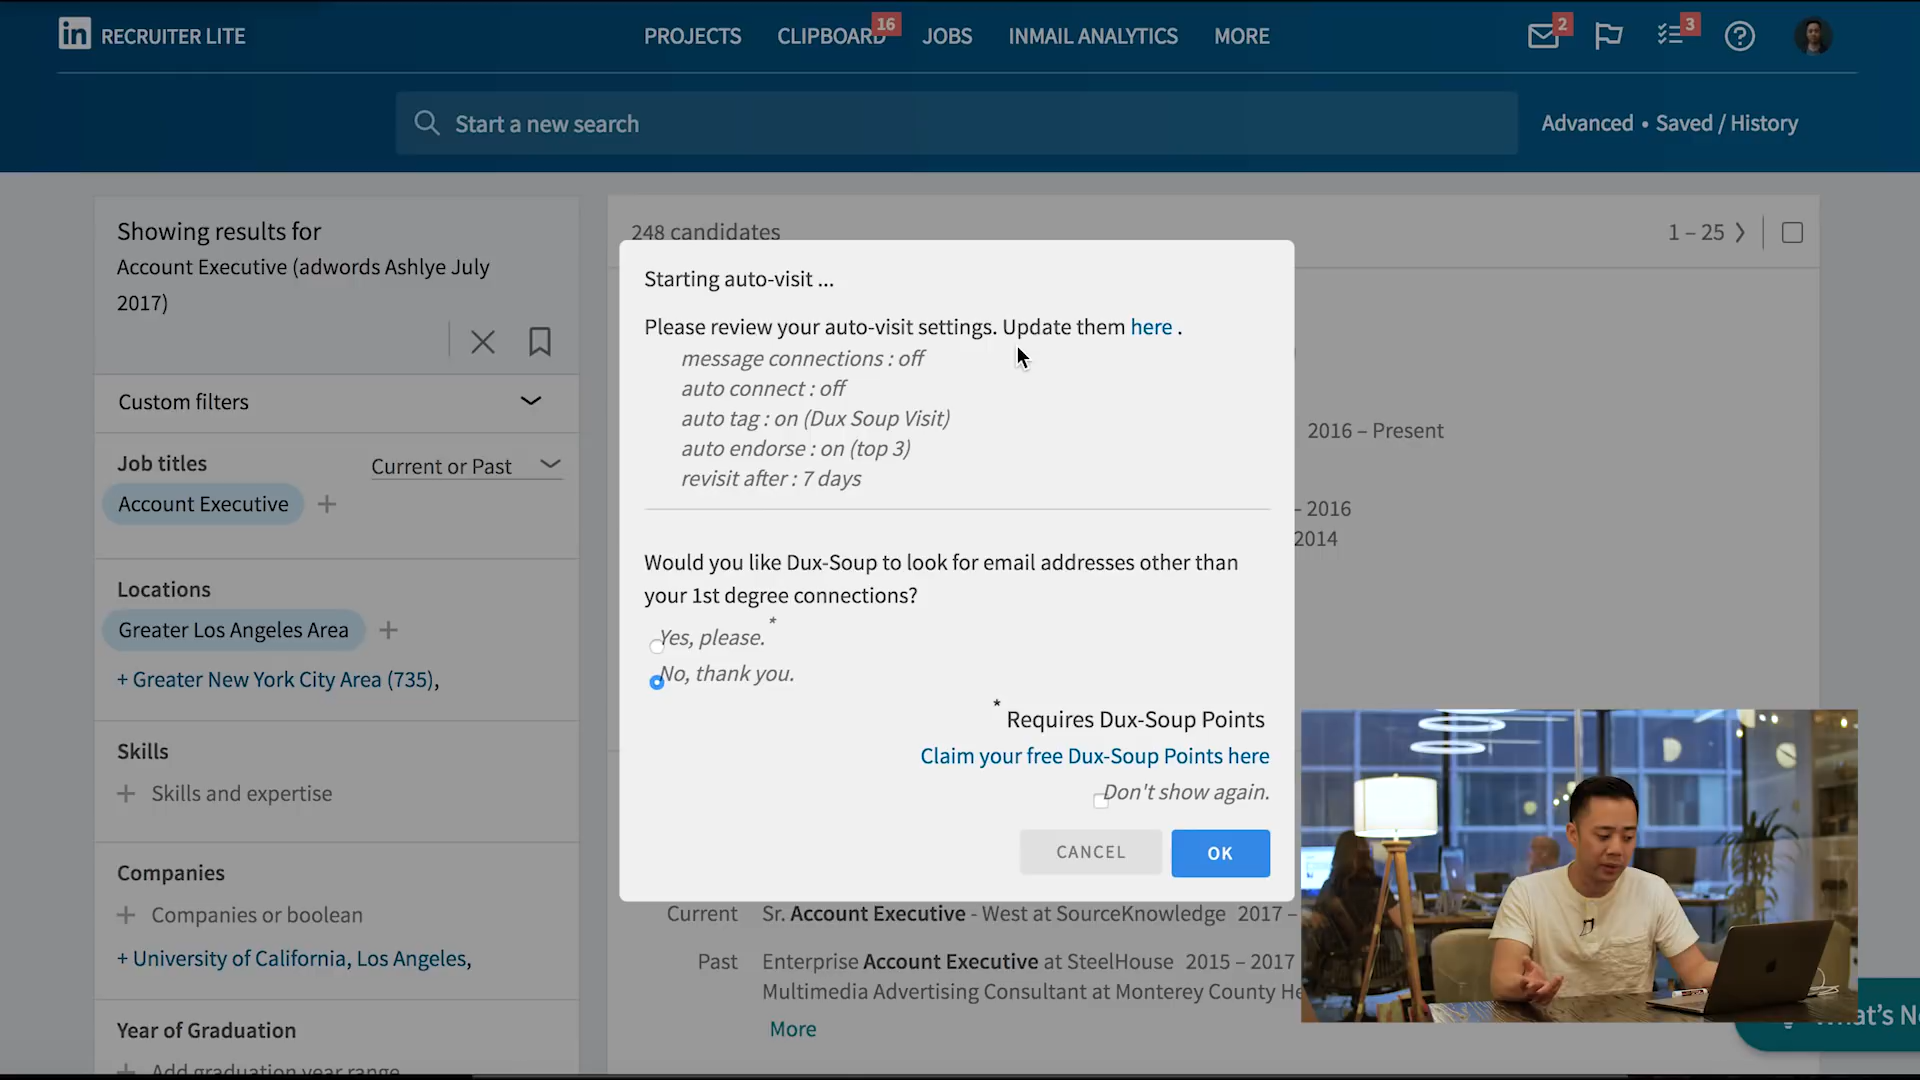 in RECRUITER LITE
PROJECTS CLIPBOARD 16 JOBS INMAIL ANALYTICS MORE 2 3
Start a new search
Advanced • Saved / History
Showing results for
Account Executive (adwords Ashlye July
2017)
Custom filters
Job titles Current or Past
Account Executive
Locations
Greater Los Angeles Area
+ Greater New York City Area (735),
Skills
Skills and expertise
Companies
Companies or boolean
+ University of California, Los Angeles,
Year of Graduation
Add graduation year range
248 candidates
1 – 25
Starting auto-visit ...
Please review your auto-visit settings. Update them here .
message connections : off
auto connect : off
auto tag : on (Dux Soup Visit)
auto endorse : on (top 3)
revisit after : 7 days
Would you like Dux-Soup to look for email addresses other than
your 1st degree connections?
Yes, please. *
No, thank you.
* Requires Dux-Soup Points
Claim your free Dux-Soup Points here
Don't show again.
CANCEL OK
2016 – Present
– 2016
2014
Current Sr. Account Executive - West at SourceKnowledge 2017 –
Past Enterprise Account Executive at SteelHouse 2015 – 2017
Multimedia Advertising Consultant at Monterey County He
More